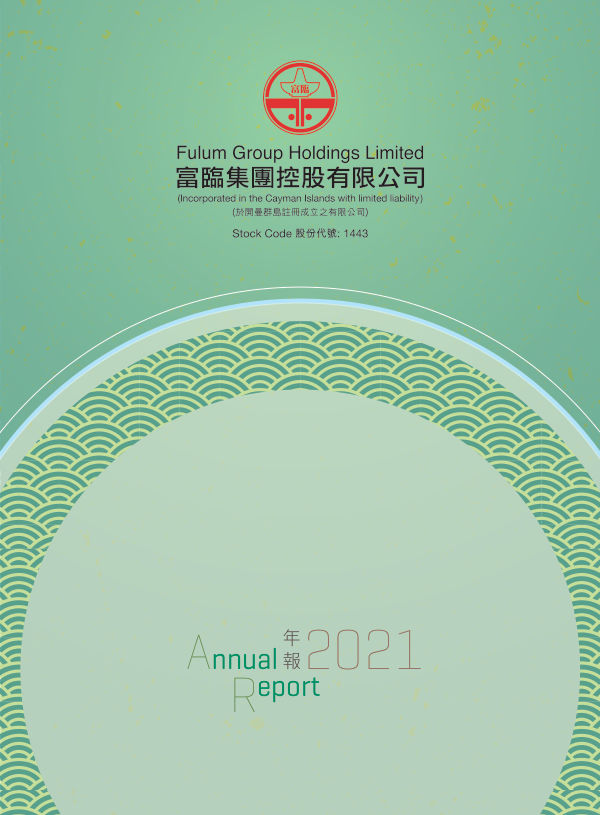 富臨
Fulum Group Holdings Limited
富臨集團控股有限公司
(Incorporated in the Cayman Islands with limited liability)
(於開曼群島註冊成立之有限公司)
Stock Code 股份代號: 1443
Annual 年報 2021
Report